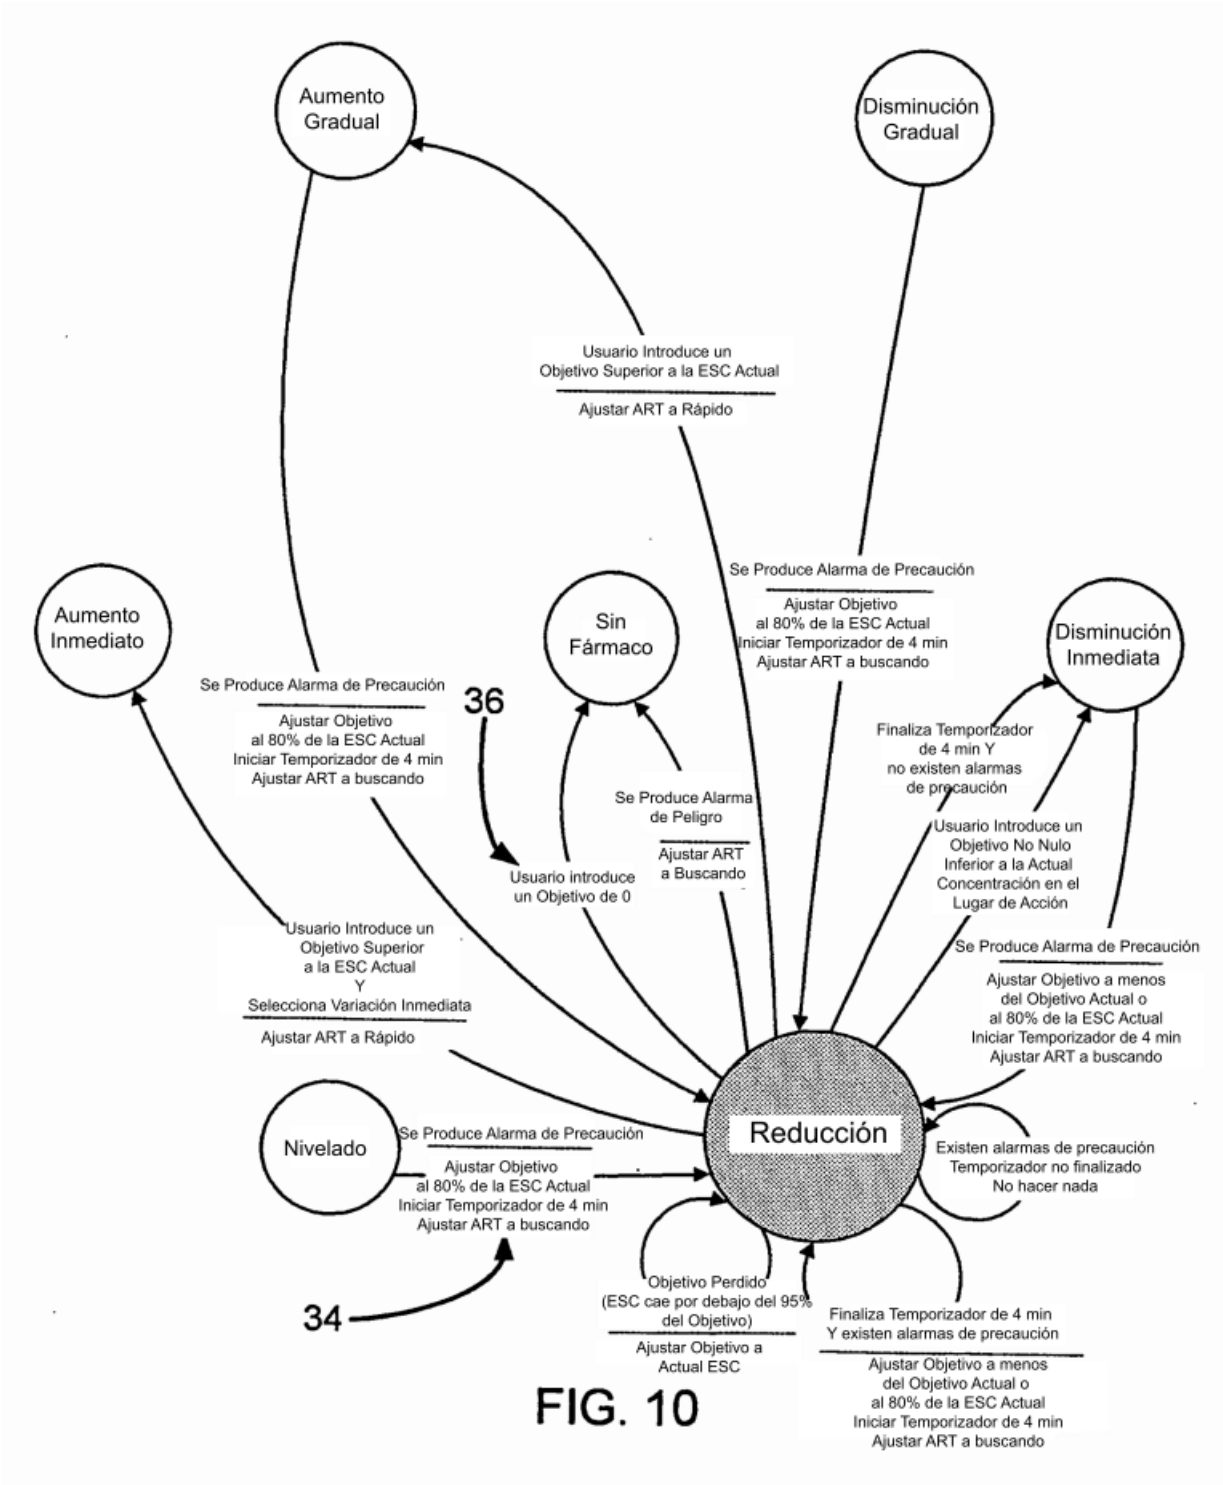 Aumento
Gradual
Disminución
Gradual
Usuario Introduce un
Objetivo Superior a la ESC Actual
Ajustar ART a Rápido
Se Produce Alarma de Precaución
Ajustar Objetivo
al 80% de la ESC Actual
Iniciar Temporizador de 4 min
Ajustar ART a buscando
Aumento
Inmediato
Sin
Fármaco
Disminución
Inmediata
Se Produce Alarma de Precaución
Ajustar Objetivo
al 80% de la ESC Actual
Iniciar Temporizador de 4 min
Ajustar ART a buscando
36
Finaliza Temporizador
de 4 min Y
no existen alarmas
de precaución
Se Produce Alarma
de Peligro
Ajustar ART
a Buscando
Usuario introduce
un Objetivo de 0
Usuario Introduce un
Objetivo No Nulo
Inferior a la Actual
Concentración en el
Lugar de Acción
Usuario Introduce un
Objetivo Superior
a la ESC Actual
Y
Selecciona Variación Inmediata
Ajustar ART a Rápido
Se Produce Alarma de Precaución
Ajustar Objetivo a menos
del Objetivo Actual o
al 80% de la ESC Actual
Iniciar Temporizador de 4 min
Ajustar ART a buscando
Nivelado
Se Produce Alarma de Precaución
Ajustar Objetivo
al 80% de la ESC Actual
Iniciar Temporizador de 4 min
Ajustar ART a buscando
Reducción
Existen alarmas de precaución
Temporizador no finalizado
No hacer nada
34
Objetivo Perdido
(ESC cae por debajo del 95%
del Objetivo)
Ajustar Objetivo a
Actual ESC
Finaliza Temporizador de 4 min
Y existen alarmas de precaución
Ajustar Objetivo a menos
del Objetivo Actual o
al 80% de la ESC Actual
Iniciar Temporizador de 4 min
Ajustar ART a buscando
FIG. 10